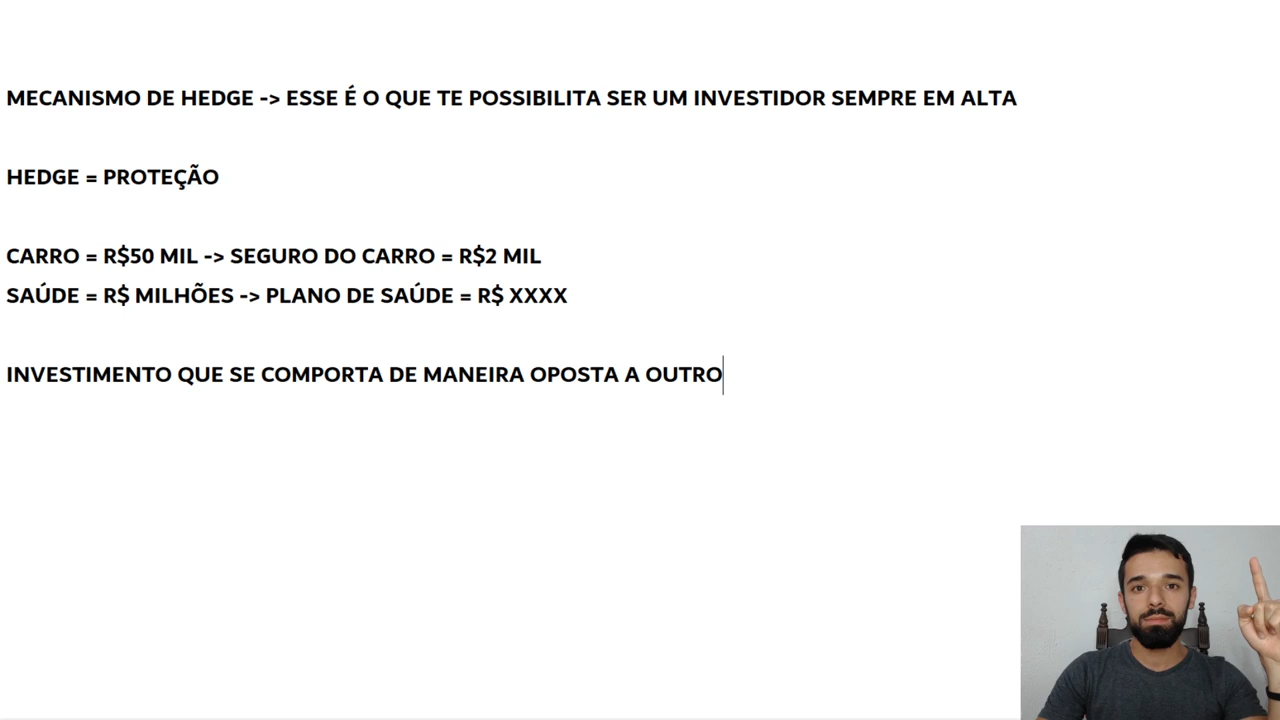 MECANISMO DE HEDGE -> ESSE É O QUE TE POSSIBILITA SER UM INVESTIDOR SEMPRE EM ALTA
HEDGE = PROTEÇÃO
CARRO = R$50 MIL -> SEGURO DO CARRO = R$2 MIL
SAÚDE = R$ MILHÕES -> PLANO DE SAÚDE = R$ XXXX
INVESTIMENTO QUE SE COMPORTA DE MANEIRA OPOSTA A OUTRO